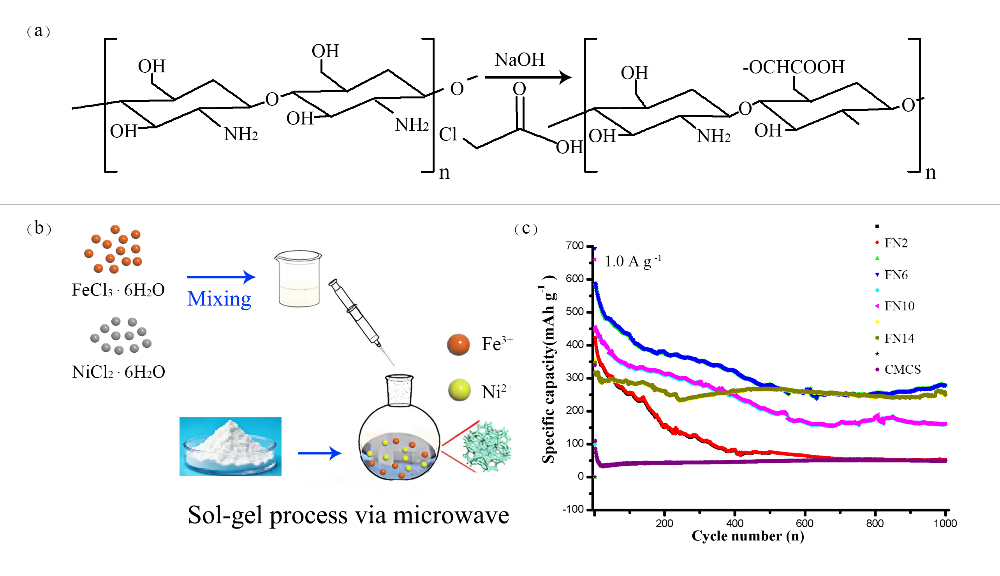 (a)
OH
OH
NaOH
-OCHCOOH
OH
O
O
O
O
O
OH
NH2
OH
NH2
Cl
OH
OH
NH2
OH
n
n
(b)
FeCl3 · 6H2O
Mixing
NiCl2 · 6H2O
Fe3+
Ni2+
Sol-gel process via microwave
(c)
1.0 A g -1
FN2
FN6
FN10
FN14
CMCS
700
600
500
400
300
200
100
0
-100
Specific capacity(mAh g-1 )
200
400
600
800
1000
Cycle number (n)